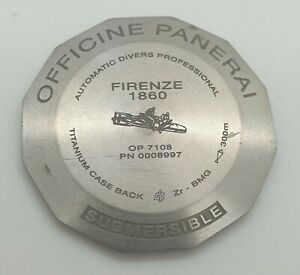 OFFICINE PANERAI
AUTOMATIC DIVERS PROFESSIONAL
FIRENZE
1860
OP 7108
PN 0008997
TITANIUM CASE BACK
Zr-BMG
300m
SUBMERSIBLE